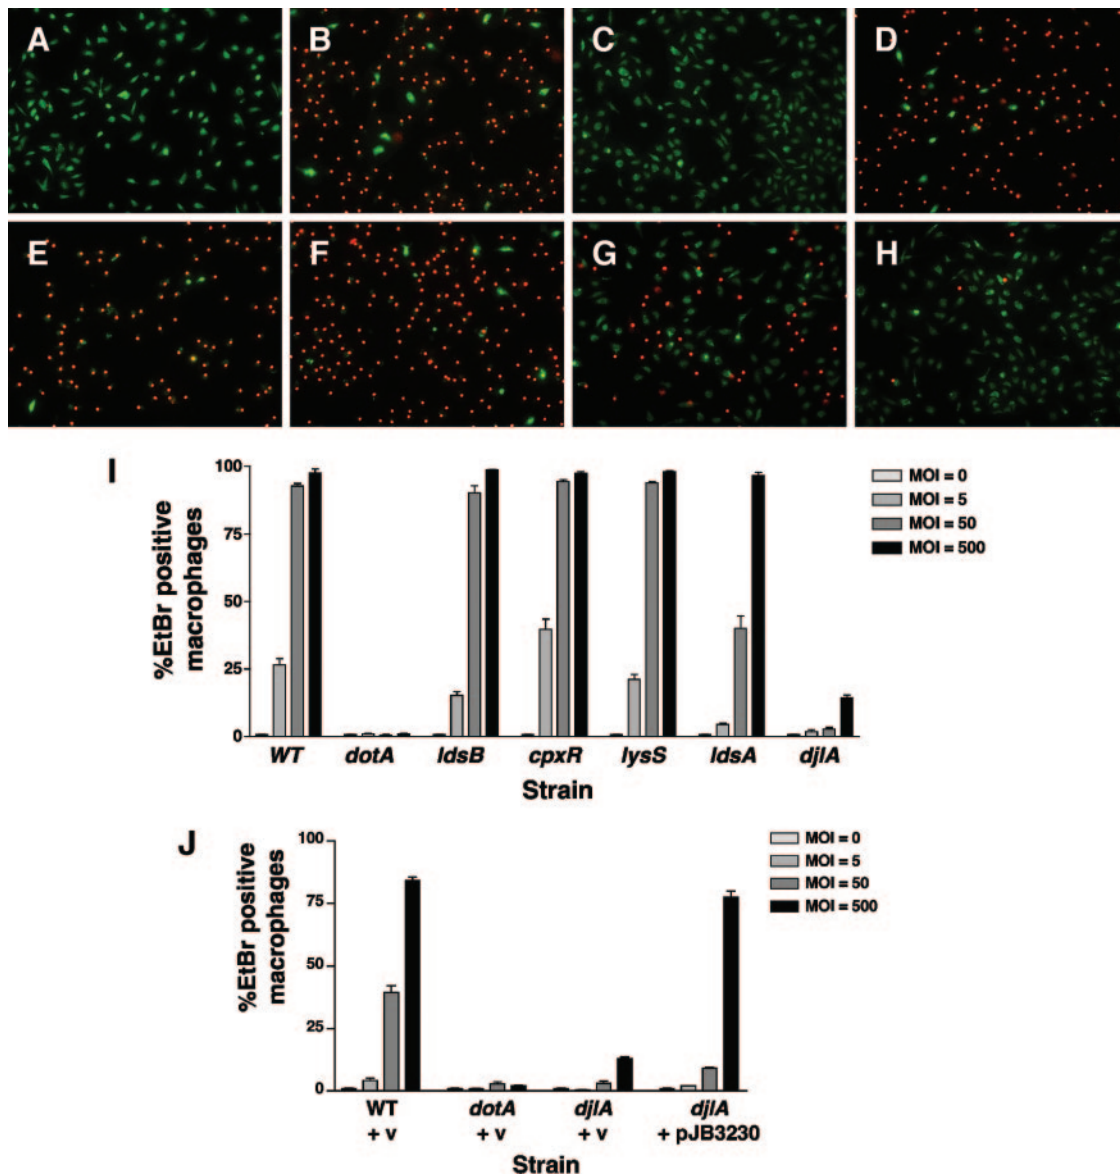 A
B
C
D
E
F
G
H
I
100
75
50
25
0
%EtBr positive
macrophages
WT
dotA
ldsB
cpxR
lysS
ldsA
djlA
Strain
MOI = 0
MOI = 5
MOI = 50
MOI = 500
J
100
75
50
25
0
%EtBr positive
macrophages
WT
+ v
dotA
+ v
djlA
+ v
djlA
+ pJB3230
Strain
MOI = 0
MOI = 5
MOI = 50
MOI = 500